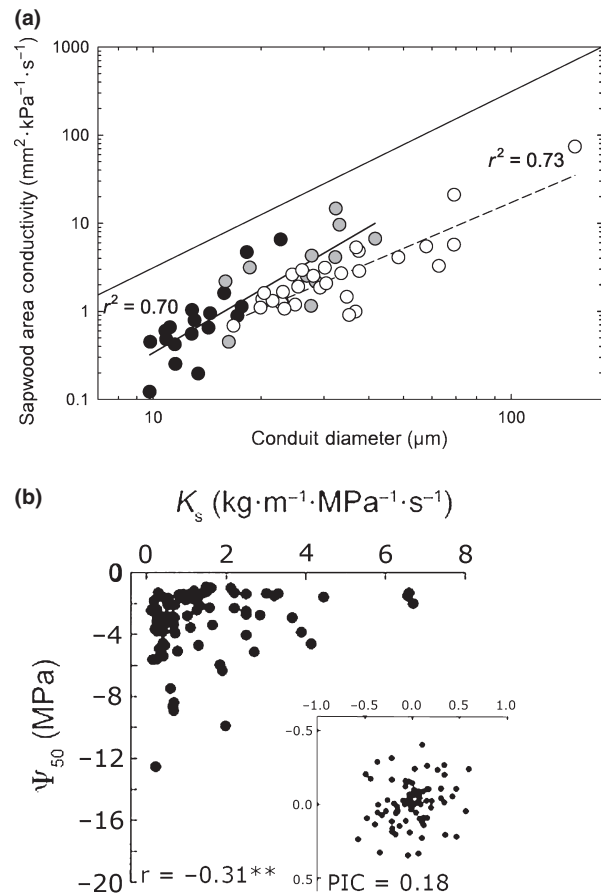 (a)
1000
100
10
1
0.1
Sapwood area conductivity (mm²·kPa⁻¹·s⁻¹)
r² = 0.73
r² = 0.70
10
100
Conduit diameter (µm)
(b)
Kₛ (kg·m⁻¹·MPa⁻¹·s⁻¹)
0 2 4 6 8
0
−4
−8
−12
−16
−20
Ψ₅₀ (MPa)
r = −0.31**
−1.0 −0.5 0.0 0.5 1.0
−0.5
0.0
0.5
PIC = 0.18